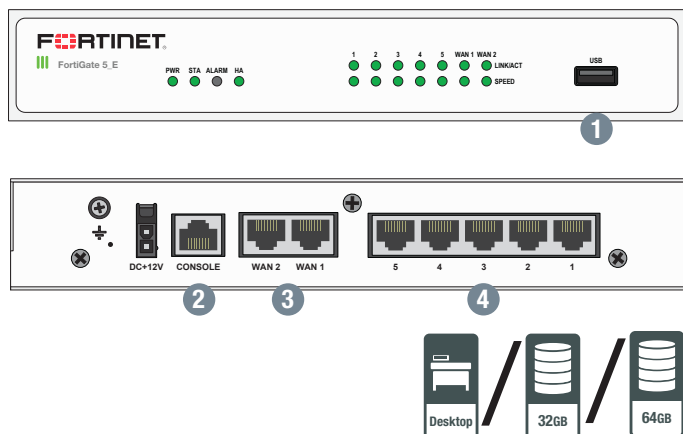 FORTINET
FortiGate 5_E
PWR STA ALARM HA
1 2 3 4 5 WAN 1 WAN 2
LINK/ACT
SPEED
USB
1
DC+12V CONSOLE WAN 2 WAN 1 5 4 3 2 1
2 3 4
Desktop 32GB 64GB